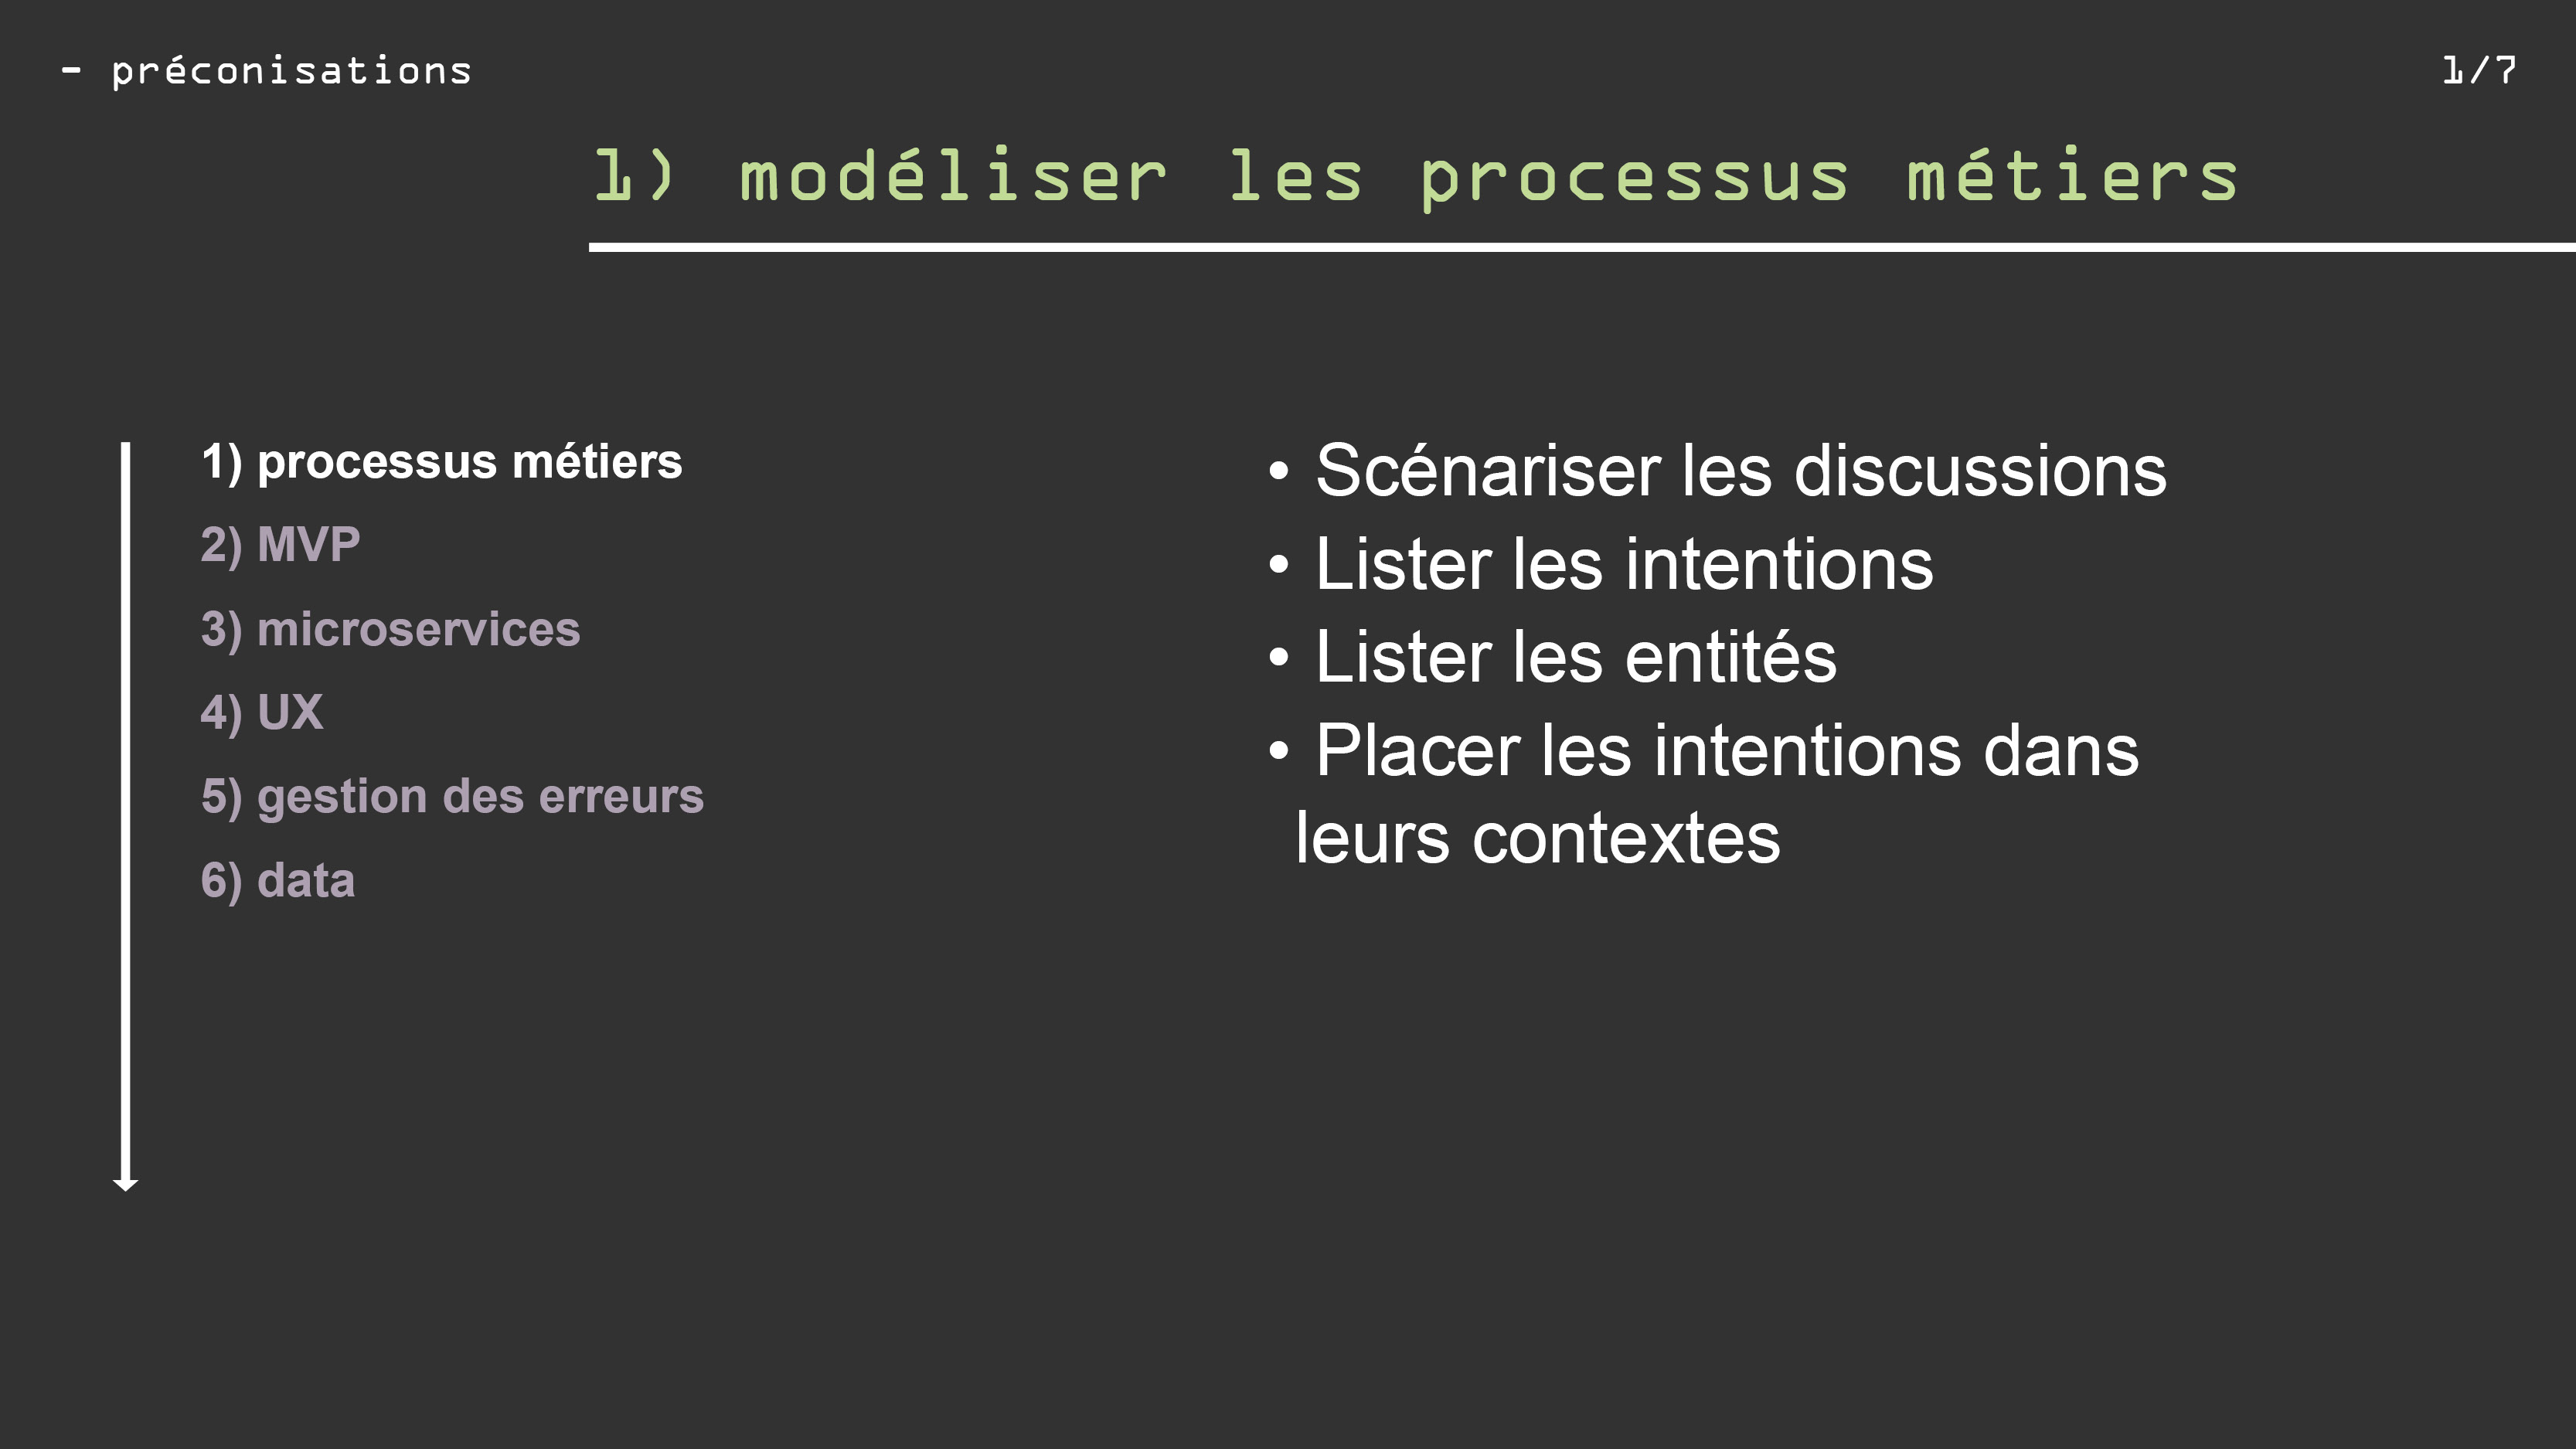 - préconisations
1/7
1) modéliser les processus métiers
1) processus métiers
2) MVP
3) microservices
4) UX
5) gestion des erreurs
6) data
• Scénariser les discussions
• Lister les intentions
• Lister les entités
• Placer les intentions dans
leurs contextes